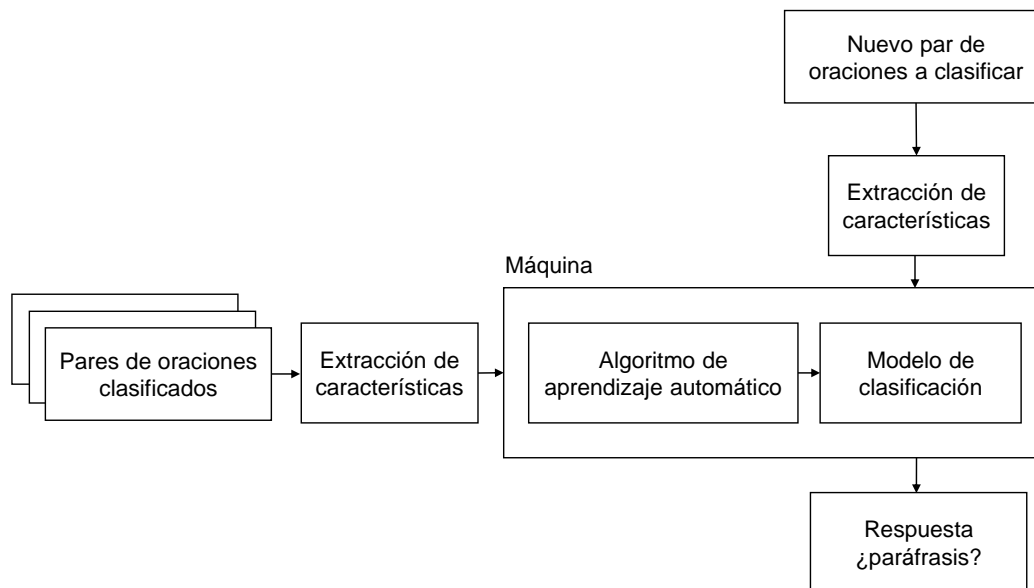 Nuevo par de
oraciones a clasificar
Extracción de
características
Máquina
Pares de oraciones
clasificados
Extracción de
características
Algoritmo de
aprendizaje automático
Modelo de
clasificación
Respuesta
¿paráfrasis?